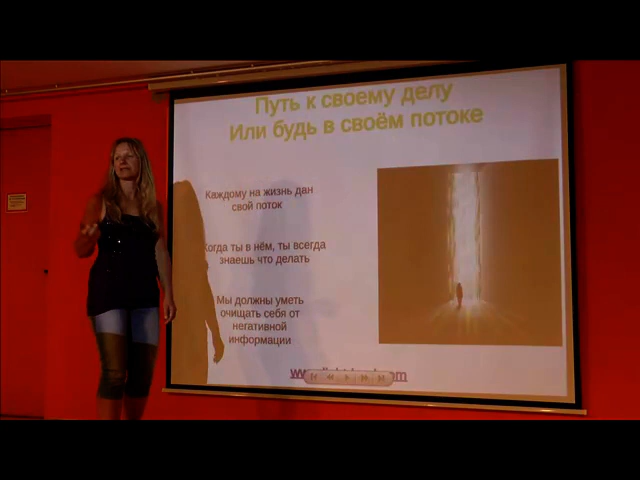 Путь к своему делу
Или будь в своём потоке
Каждому на жизнь дан
свой поток
Когда ты в нём, ты всегда
знаешь что делать
Мы должны уметь
очищать себя от
негативной
информации